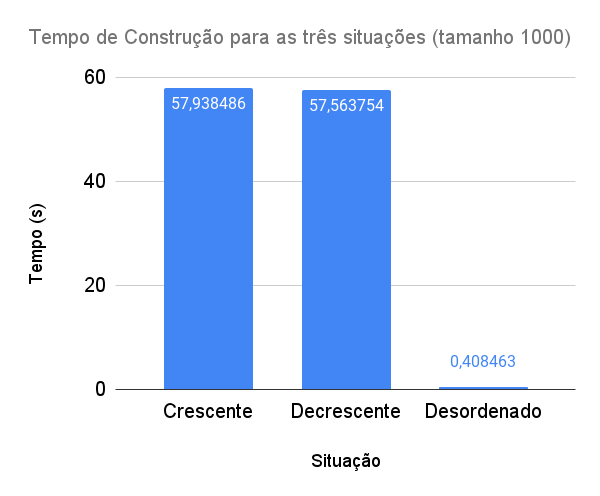 Tempo de Construção para as três situações (tamanho 1000)
60
57,938486
57,563754
40
Tempo (s)
20
0,408463
0
Crescente
Decrescente
Desordenado
Situação